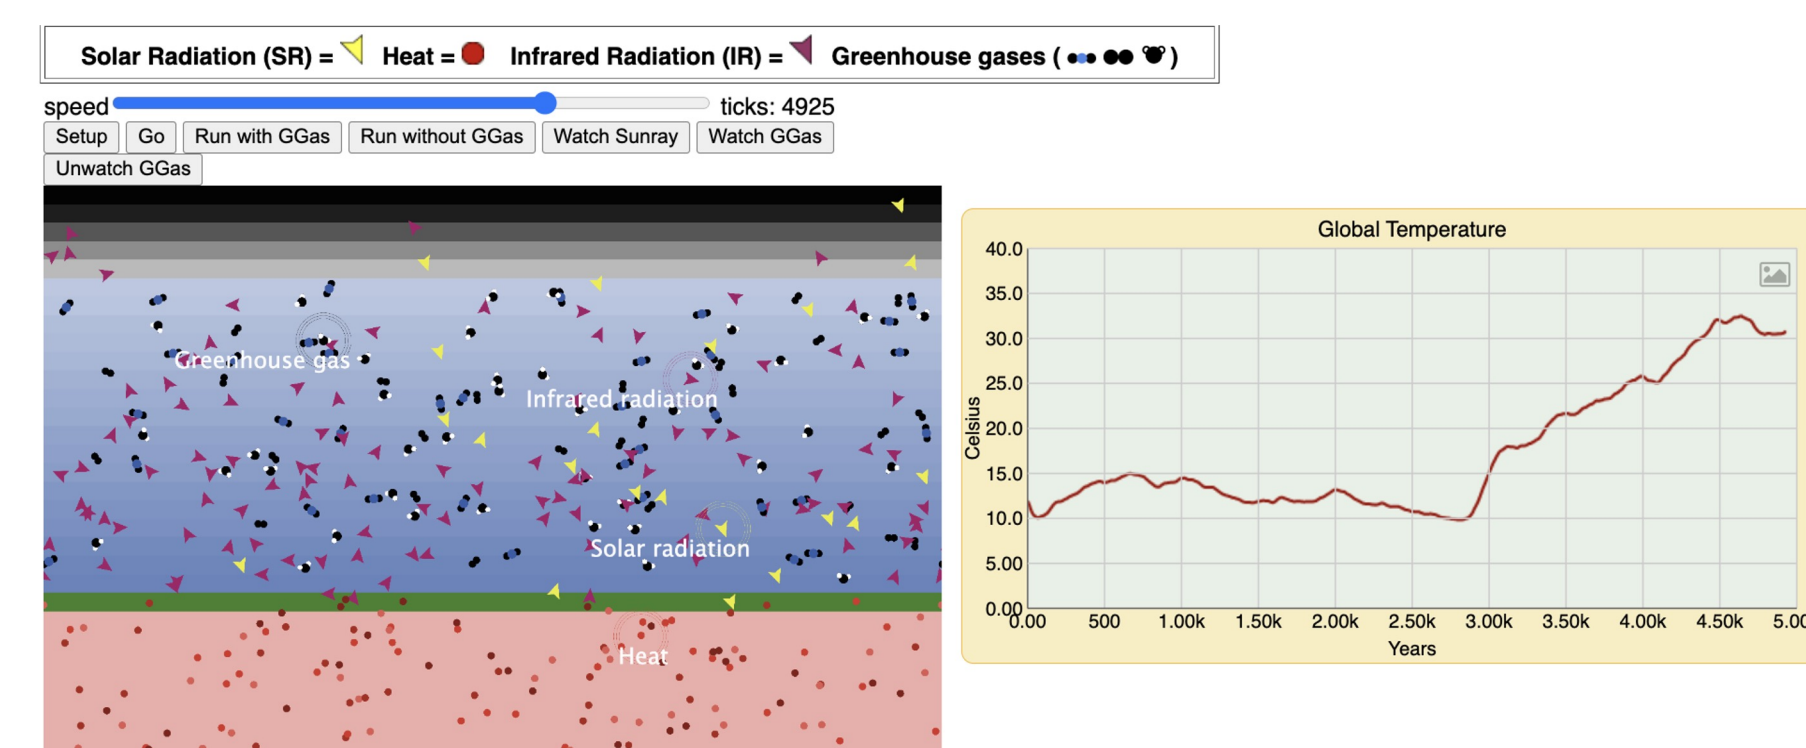 Solar Radiation (SR) = Heat = Infrared Radiation (IR) = Greenhouse gases ( )
speed ticks: 4925
Setup Go Run with GGas Run without GGas Watch Sunray Watch GGas
Unwatch GGas
Greenhouse gas
Infrared radiation
Solar radiation
Heat
Global Temperature
40.0
35.0
30.0
25.0
20.0
15.0
10.0
5.00
0.00
Celsius
0.00 500 1.00k 1.50k 2.00k 2.50k 3.00k 3.50k 4.00k 4.50k 5.00
Years